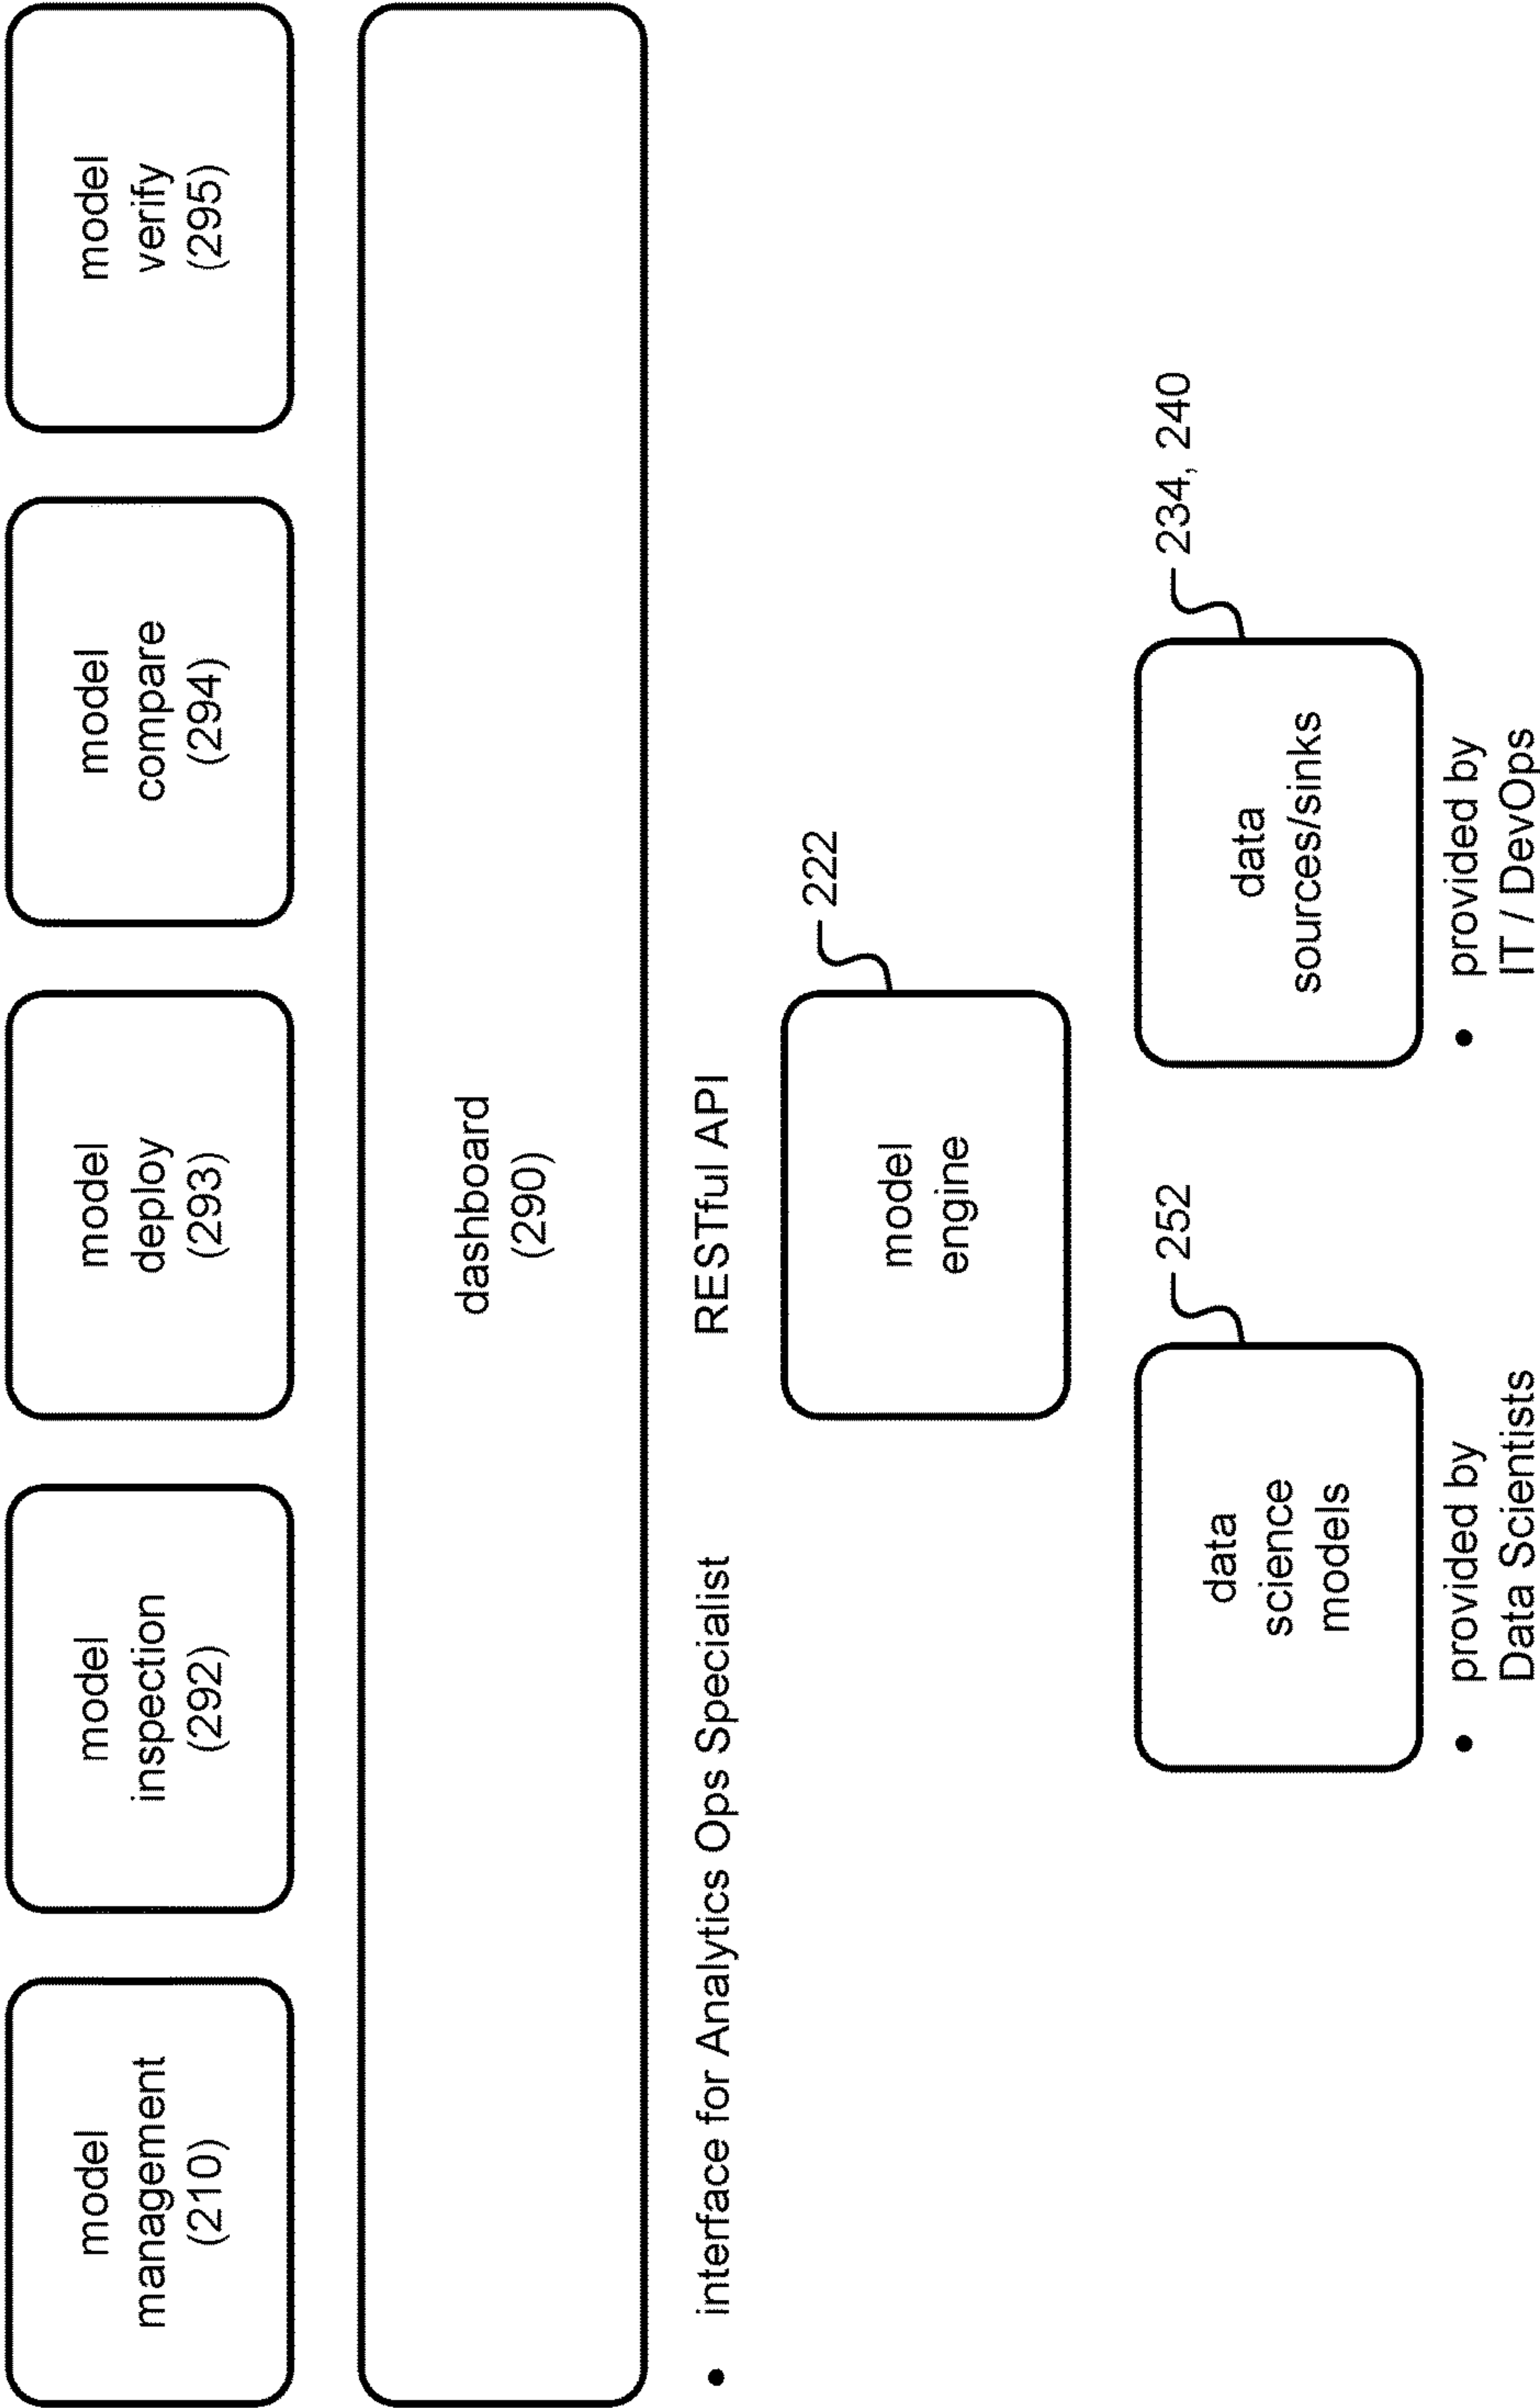 model
management
(210)
model
inspection
(292)
model
deploy
(293)
model
compare
(294)
model
verify
(295)
dashboard
(290)
• interface for Analytics Ops Specialist
RESTful API
222
model
engine
252
data
science
models
234, 240
data
sources/sinks
• provided by
Data Scientists
• provided by
IT / DevOps